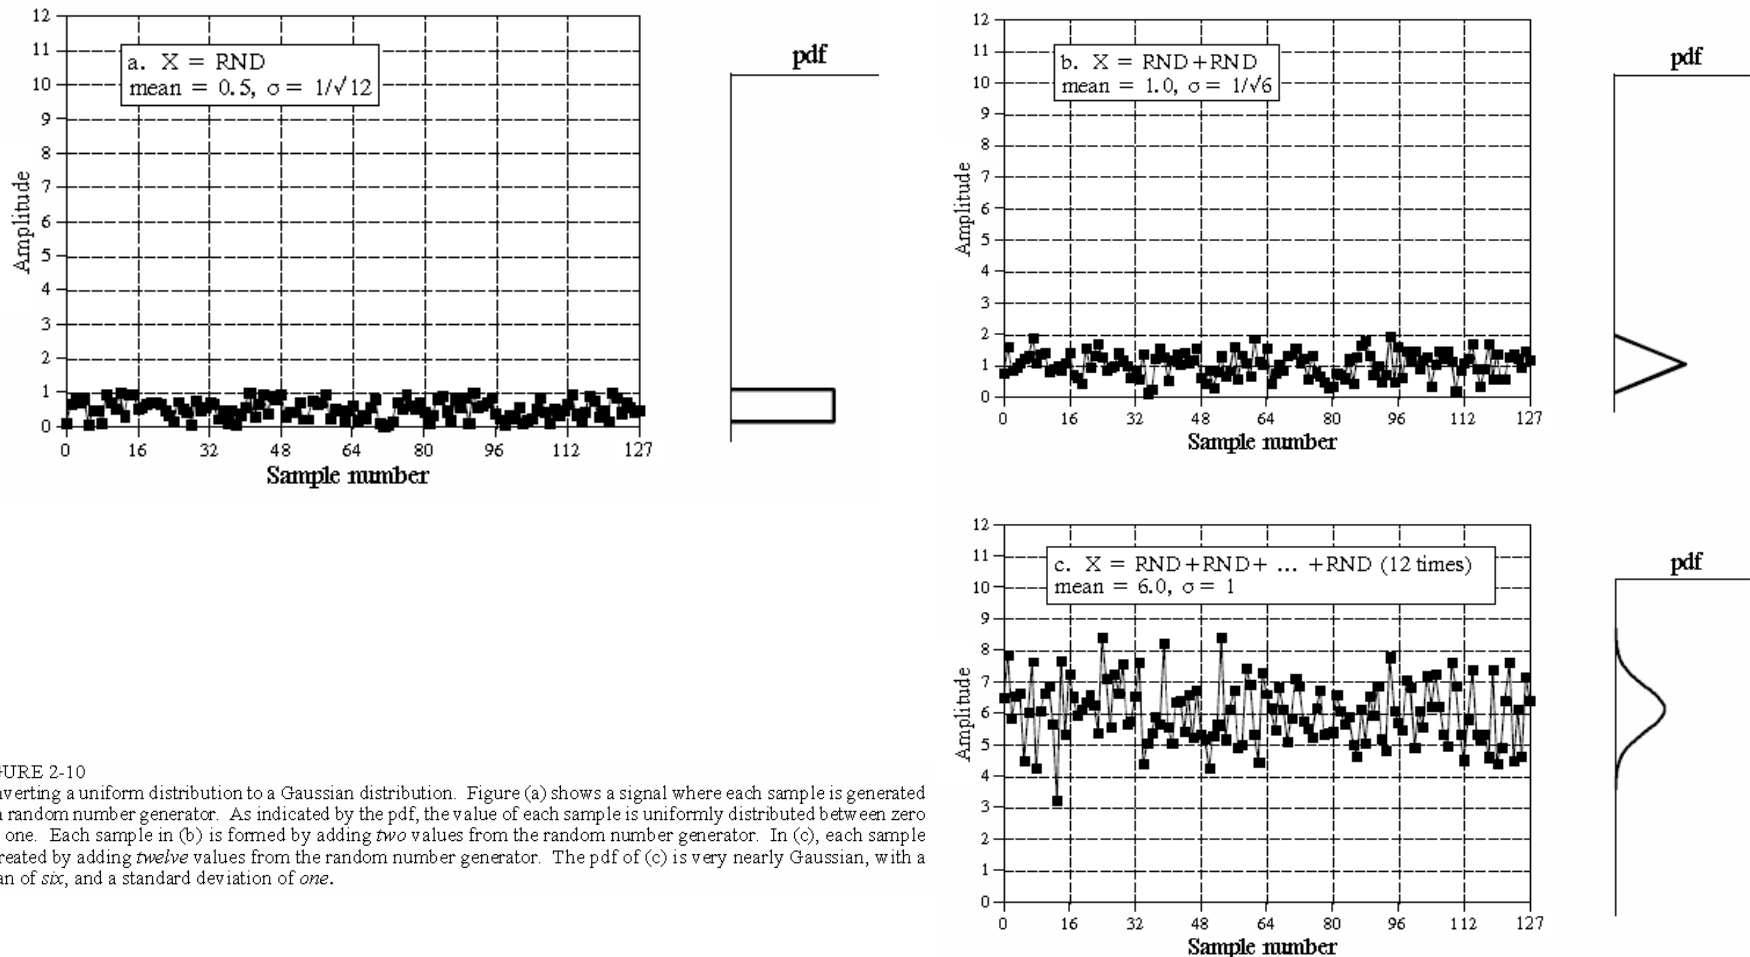 12
11
10
9
8
7
6
5
4
3
2
1
0
Amplitude
a. X = RND
mean = 0.5, σ = 1/√12
0 16 32 48 64 80 96 112 127
Sample number
pdf
12
11
10
9
8
7
6
5
4
3
2
1
0
Amplitude
b. X = RND+RND
mean = 1.0, σ = 1/√6
0 16 32 48 64 80 96 112 127
Sample number
pdf
12
11
10
9
8
7
6
5
4
3
2
1
0
Amplitude
c. X = RND+RND+ ... +RND (12 times)
mean = 6.0, σ = 1
0 16 32 48 64 80 96 112 127
Sample number
pdf
GURE 2-10
nverting a uniform distribution to a Gaussian distribution. Figure (a) shows a signal where each sample is generated
random number generator. As indicated by the pdf, the value of each sample is uniformly distributed between zero
one. Each sample in (b) is formed by adding two values from the random number generator. In (c), each sample
reated by adding twelve values from the random number generator. The pdf of (c) is very nearly Gaussian, with a
an of six, and a standard deviation of one.